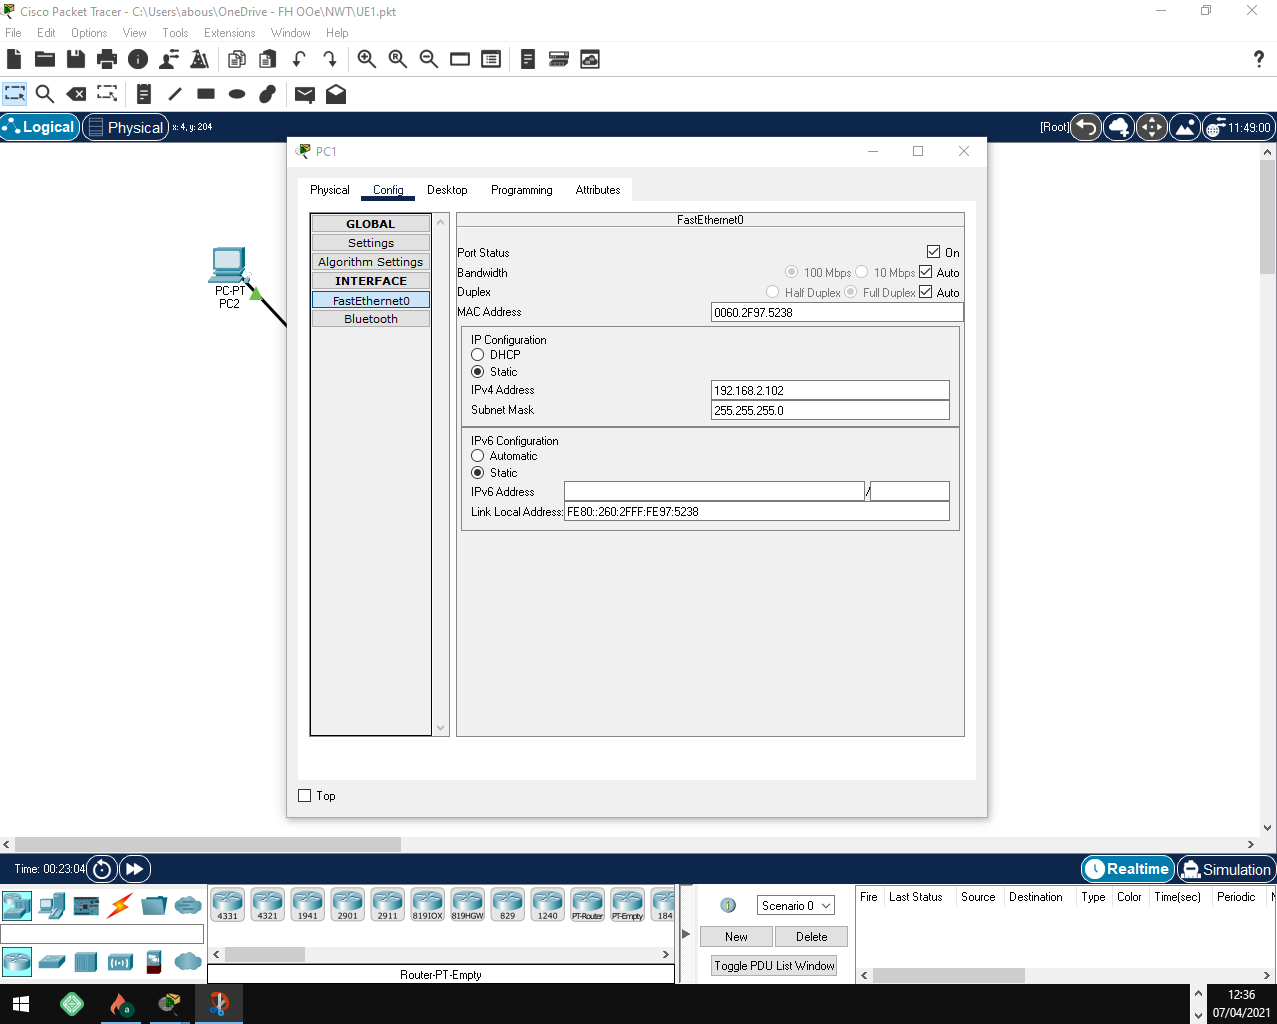 Cisco Packet Tracer - C:\Users\abous\OneDrive - FH OOe\NWT\UE1.pkt
File Edit Options View Tools Extensions Window Help
Logical Physical x: 4, y: 204 [Root] 11:49:00
PC1
Physical Config Desktop Programming Attributes
GLOBAL
Settings
Algorithm Settings
INTERFACE
FastEthernet0
Bluetooth
FastEthernet0
Port Status On
Bandwidth 100 Mbps 10 Mbps Auto
Duplex Half Duplex Full Duplex Auto
MAC Address 0060.2F97.5238
IP Configuration
DHCP
Static
IPv4 Address 192.168.2.102
Subnet Mask 255.255.255.0
IPv6 Configuration
Automatic
Static
IPv6 Address /
Link Local Address: FE80::260:2FFF:FE97:5238
Top
PC-PT
PC2
Time: 00:23:04 Realtime Simulation
4331 4321 1941 2901 2911 819IOX 819HGW 829 1240 PT-Router PT-Empty 184
Router-PT-Empty
Scenario 0
New Delete
Toggle PDU List Window
Fire Last Status Source Destination Type Color Time(sec) Periodic
12:36
07/04/2021